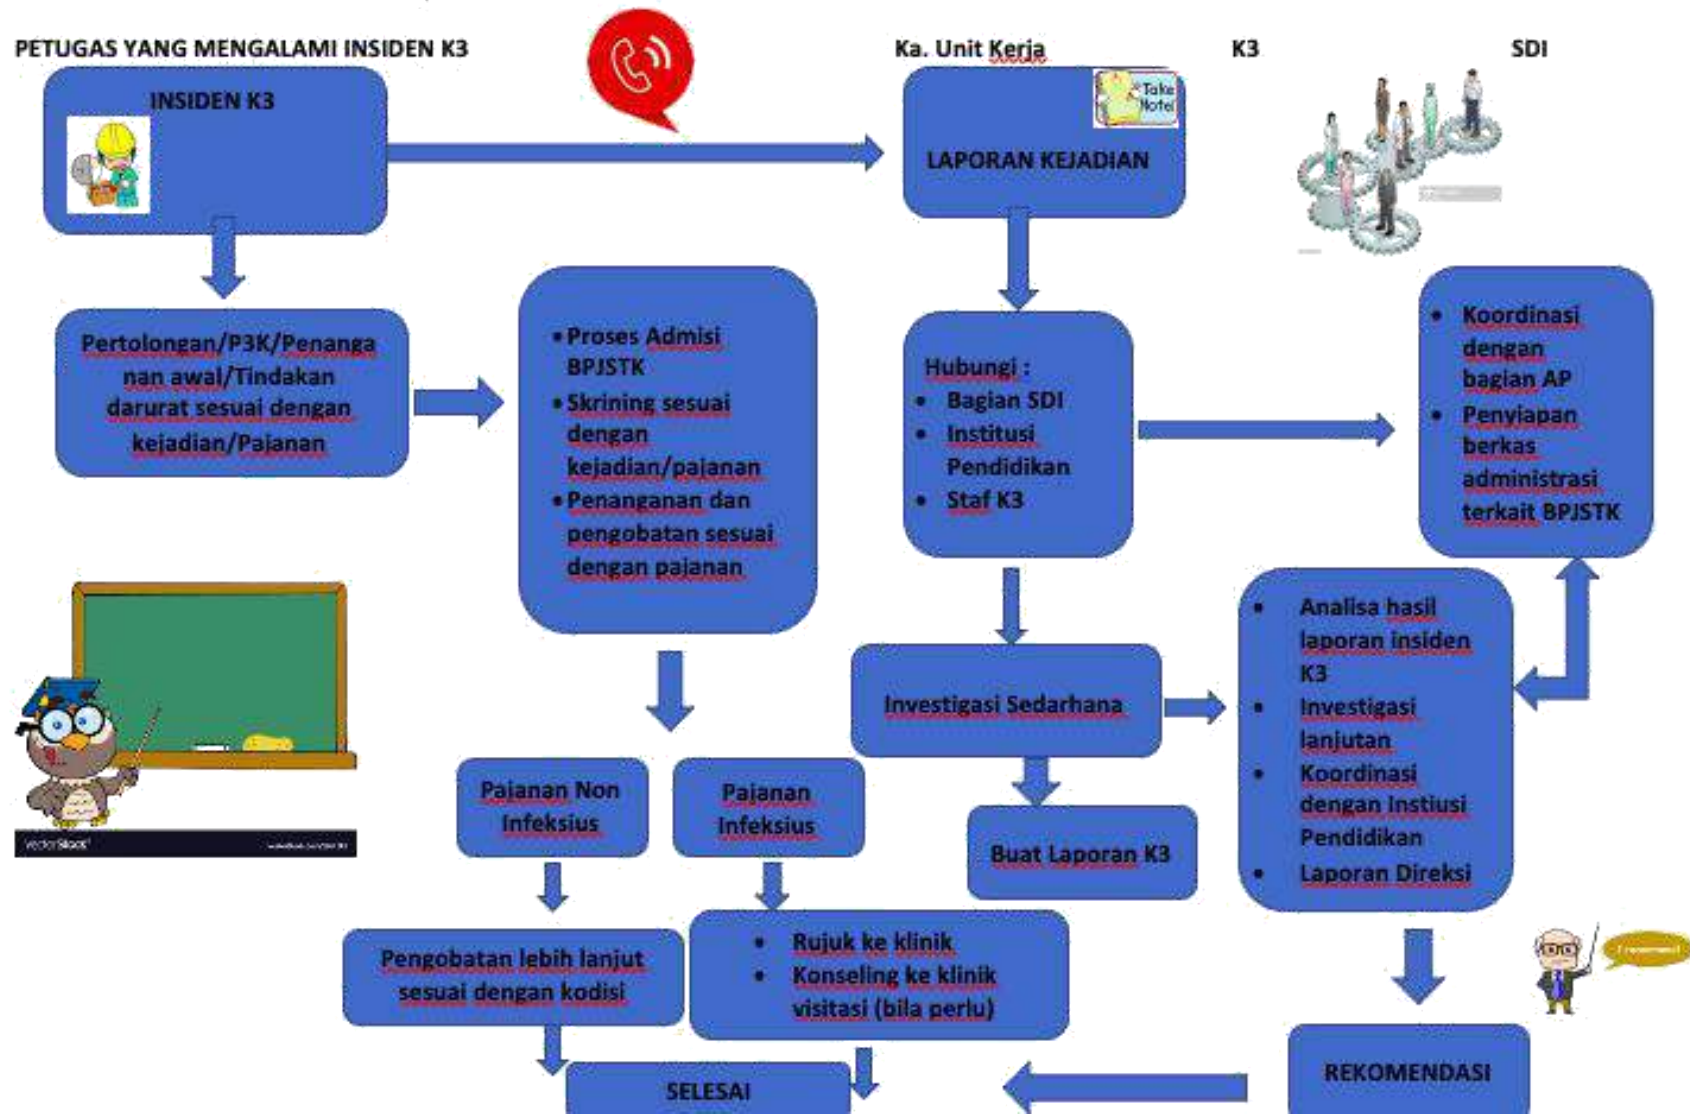 PETUGAS YANG MENGALAMI INSIDEN K3
Ka. Unit Kerja
K3
SDI
INSIDEN K3
Take
Note!
LAPORAN KEJADIAN
Pertolongan/P3K/Penanga
nan awal/Tindakan
darurat sesuai dengan
kejadian/Pajanan
• Proses Admisi
BPJSTK
• Skrining sesuai
dengan
kejadian/pajanan
• Penanganan dan
pengobatan sesuai
dengan pajanan
Hubungi :
• Bagian SDI
• Institusi
Pendidikan
• Staf K3
• Koordinasi
dengan
bagian AP
• Penyiapan
berkas
administrasi
terkait BPJSTK
Investigasi Sedarhana
• Analisa hasil
laporan insiden
K3
• Investigasi
lanjutan
• Koordinasi
dengan Instiusi
Pendidikan
• Laporan Direksi
Pajanan Non
Infeksius
Pajanan
Infeksius
Buat Laporan K3
VectorStock
Pengobatan lebih lanjut
sesuai dengan kodisi
• Rujuk ke klinik
• Konseling ke klinik
visitasi (bila perlu)
REKOMENDASI
SELESAI